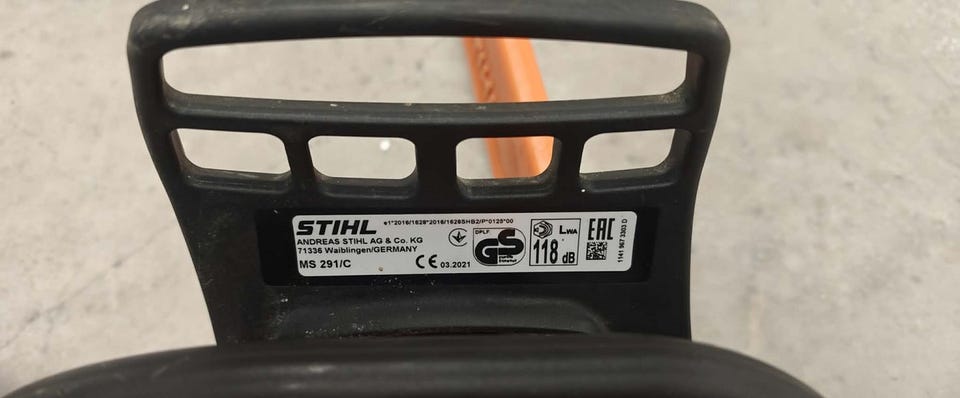 STIHL e1*2016/1628*2016/1628SHB2/P*0125*00
ANDREAS STIHL AG & Co. KG
71336 Waiblingen/GERMANY
MS 291/C
CE 03.2021
DPLF
GS
LWA
118 dB
EAC
1141 967 3303 D